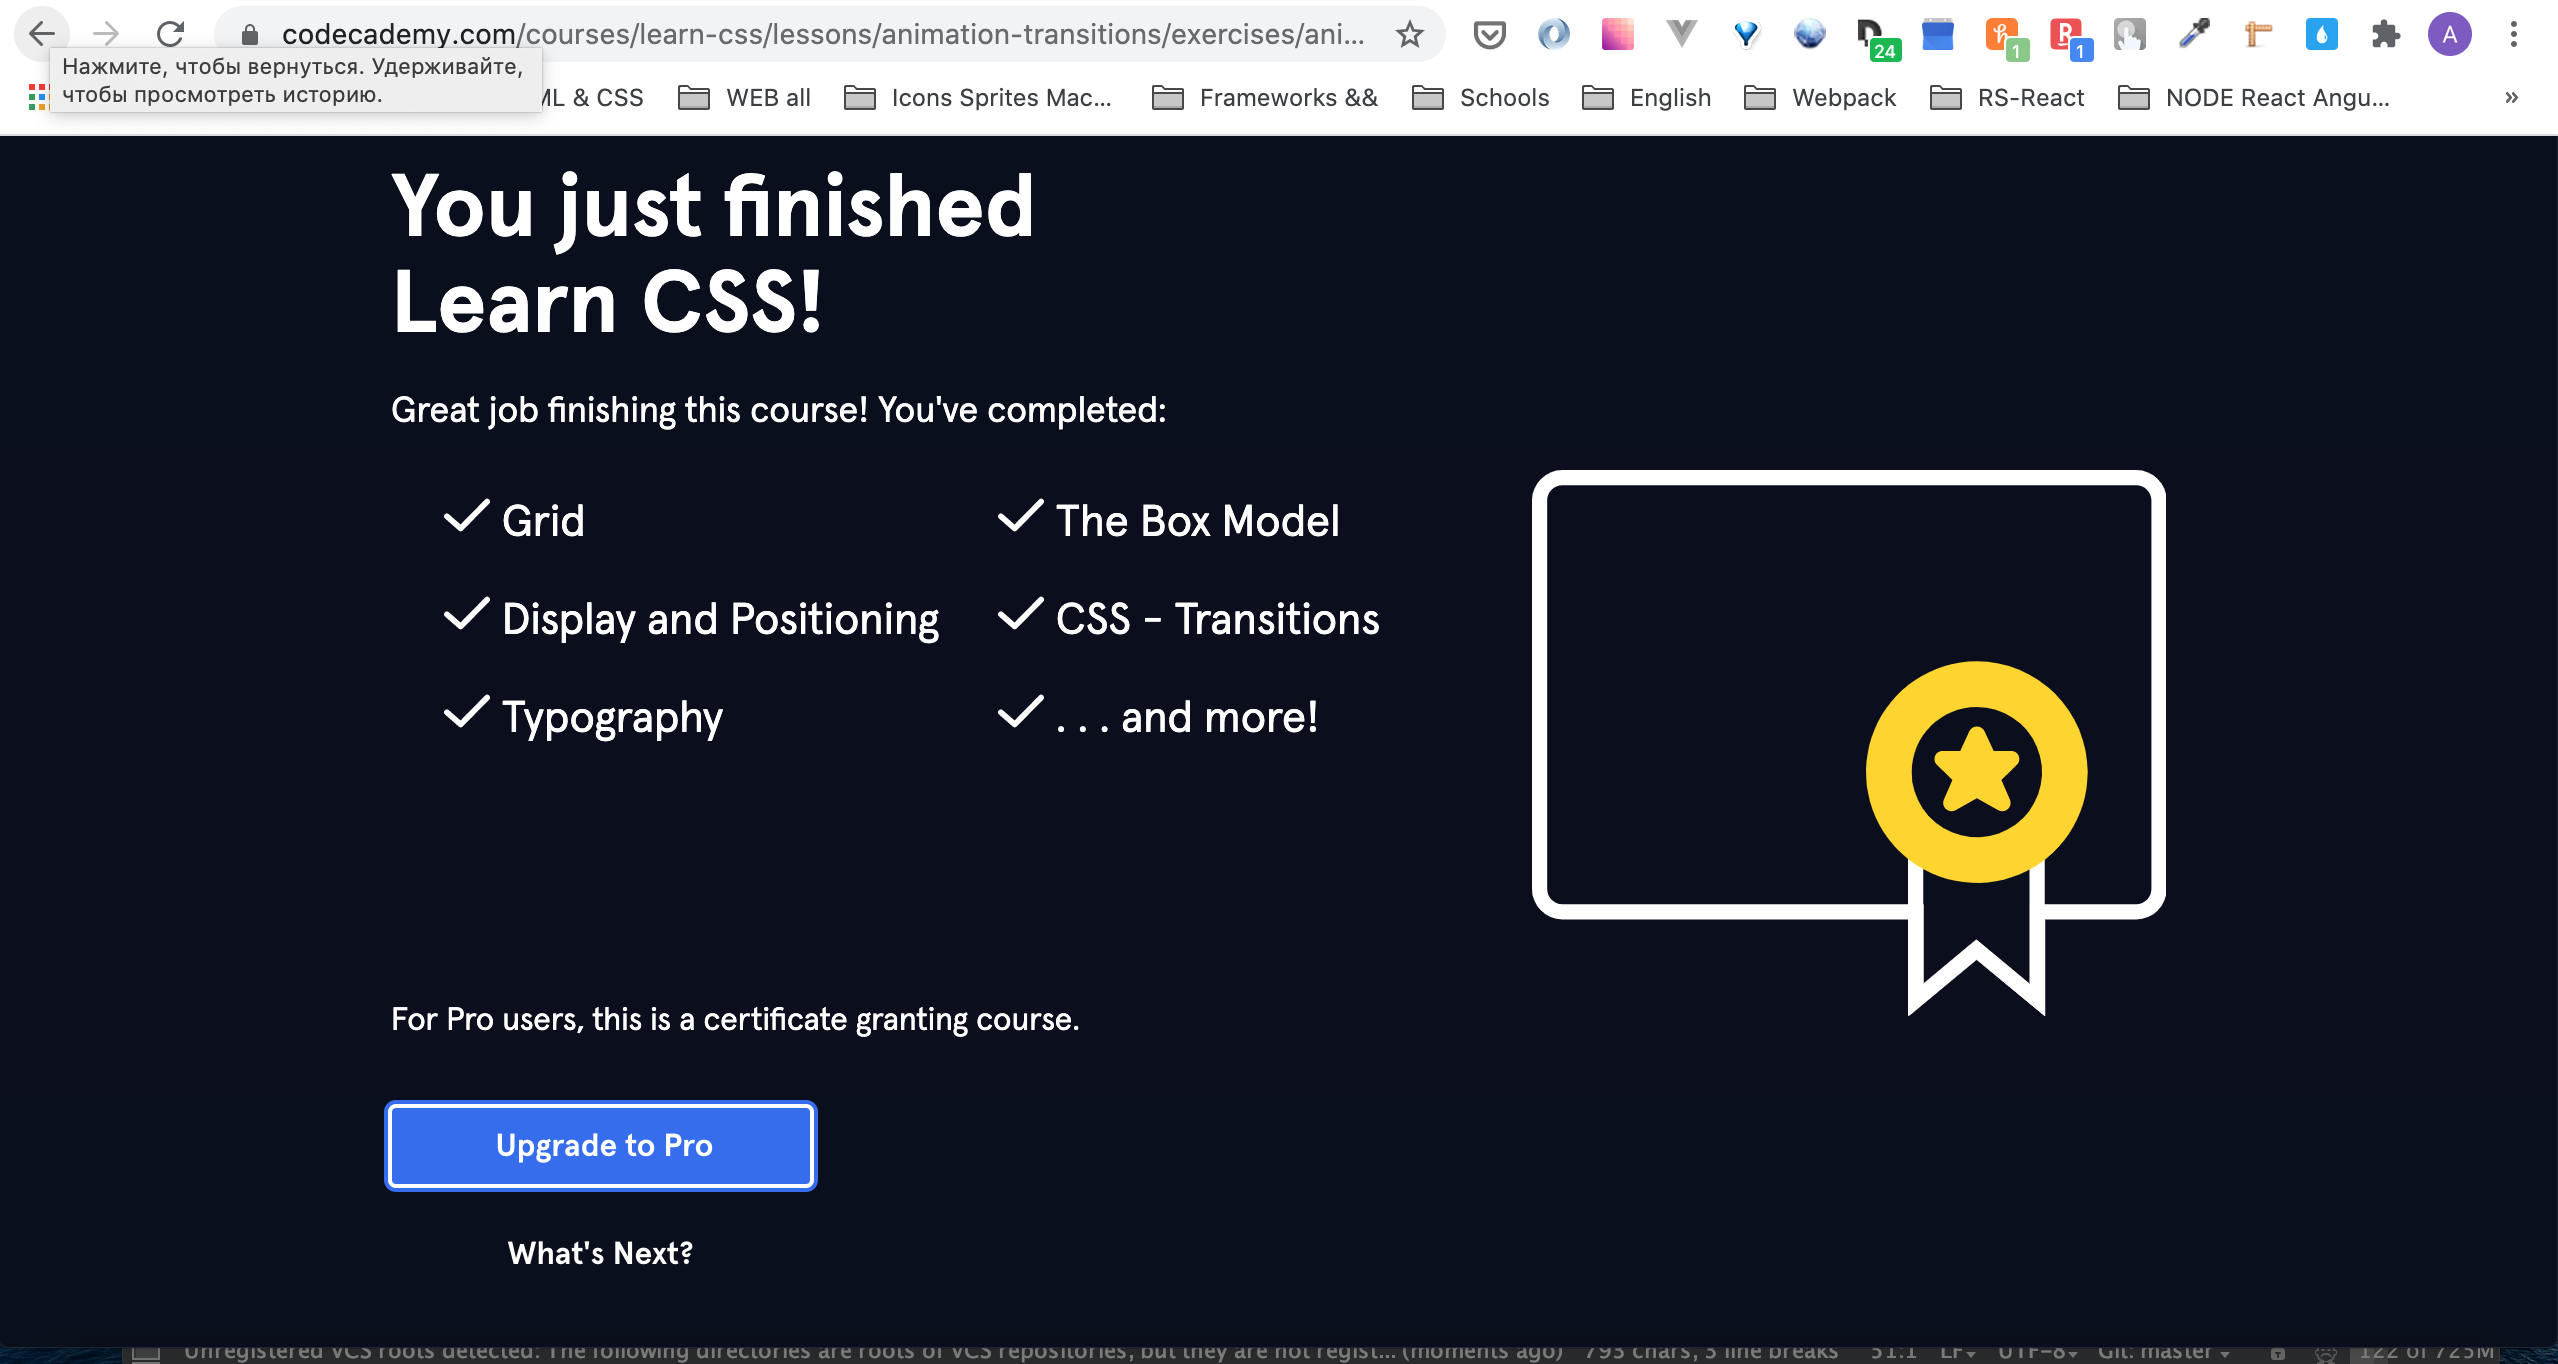 codecademy.com/courses/learn-css/lessons/animation-transitions/exercises/ani...
24
1
1
A
Нажмите, чтобы вернуться. Удерживайте,
чтобы просмотреть историю.
ML & CSS
WEB all
Icons Sprites Mac...
Frameworks &&
Schools
English
Webpack
RS-React
NODE React Angu...
»
You just finished
Learn CSS!
Great job finishing this course! You've completed:
Grid
The Box Model
Display and Positioning
CSS - Transitions
Typography
. . . and more!
For Pro users, this is a certificate granting course.
Upgrade to Pro
What's Next?
Unregistered VCS roots detected: The following directories are roots of VCS repositories, but they are not regist... (moments ago) 793 chars, 3 line breaks 51:1 LF UTF-8 Git: master 122 of 725M